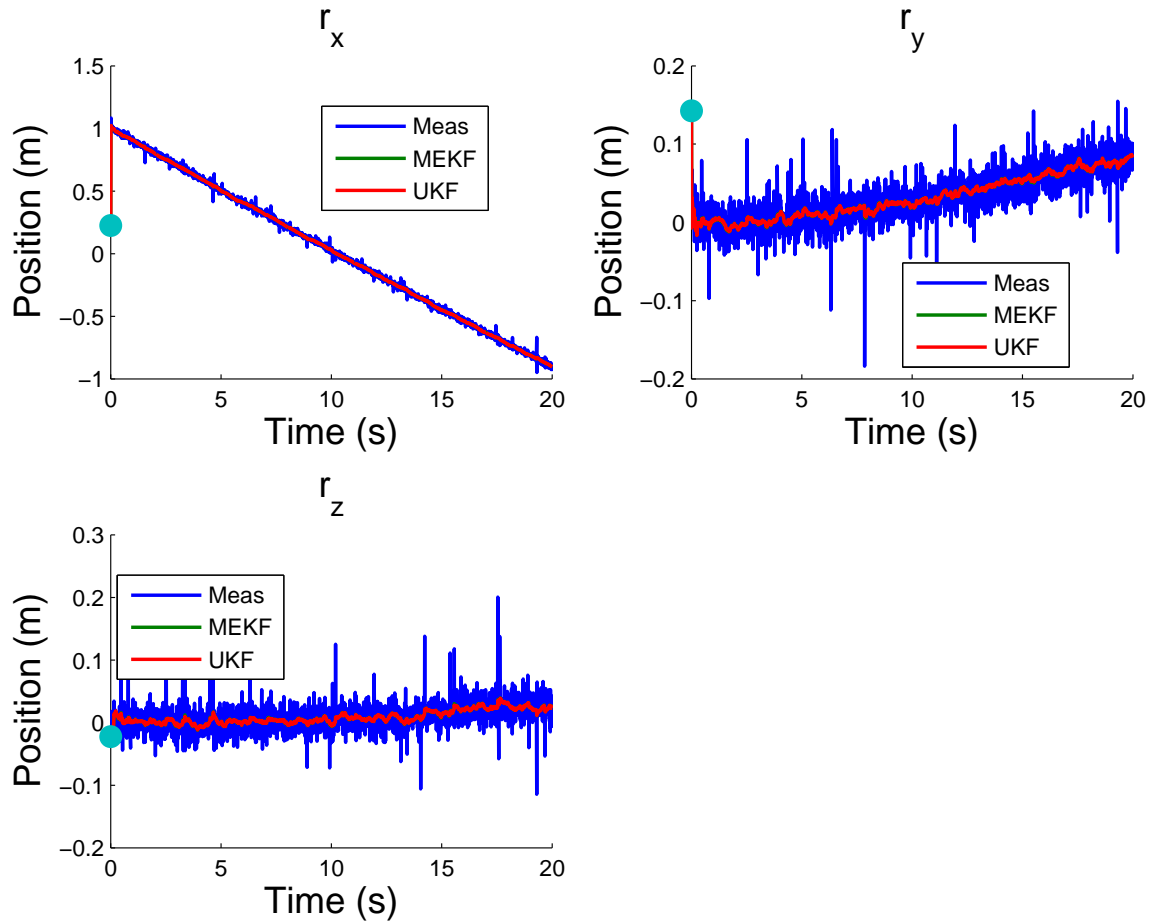 r_x
Position (m)
1.5
1
0.5
0
−0.5
−1
Meas
MEKF
UKF
0 5 10 15 20
Time (s)
r_y
Position (m)
0.2
0.1
0
−0.1
−0.2
Meas
MEKF
UKF
0 5 10 15 20
Time (s)
r_z
Position (m)
0.3
0.2
0.1
0
−0.1
−0.2
Meas
MEKF
UKF
0 5 10 15 20
Time (s)